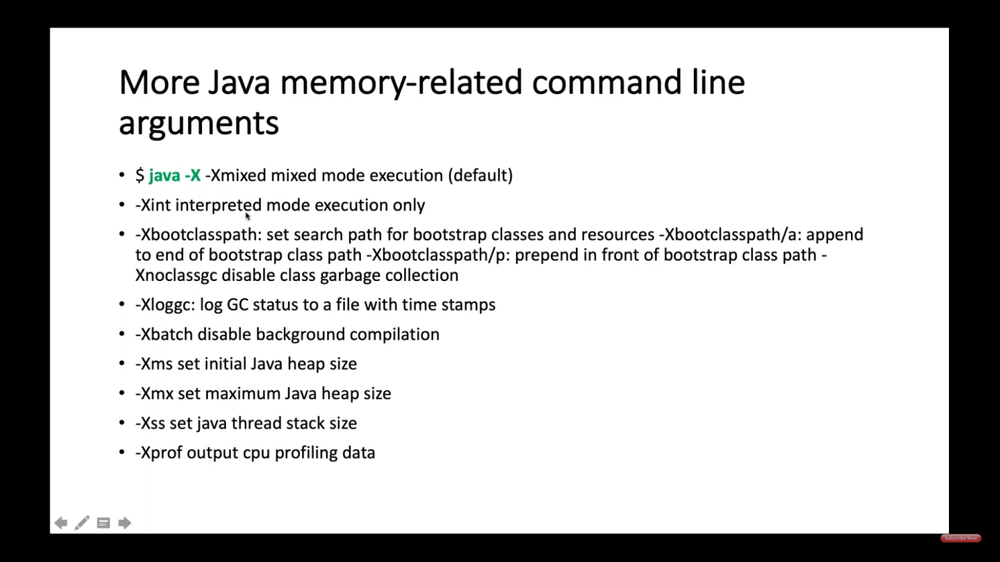 More Java memory-related command line
arguments
• $ java -X -Xmixed mixed mode execution (default)
• -Xint interpreted mode execution only
• -Xbootclasspath: set search path for bootstrap classes and resources -Xbootclasspath/a: append
to end of bootstrap class path -Xbootclasspath/p: prepend in front of bootstrap class path -
Xnoclassgc disable class garbage collection
• -Xloggc: log GC status to a file with time stamps
• -Xbatch disable background compilation
• -Xms set initial Java heap size
• -Xmx set maximum Java heap size
• -Xss set java thread stack size
• -Xprof output cpu profiling data
Subscribe Now